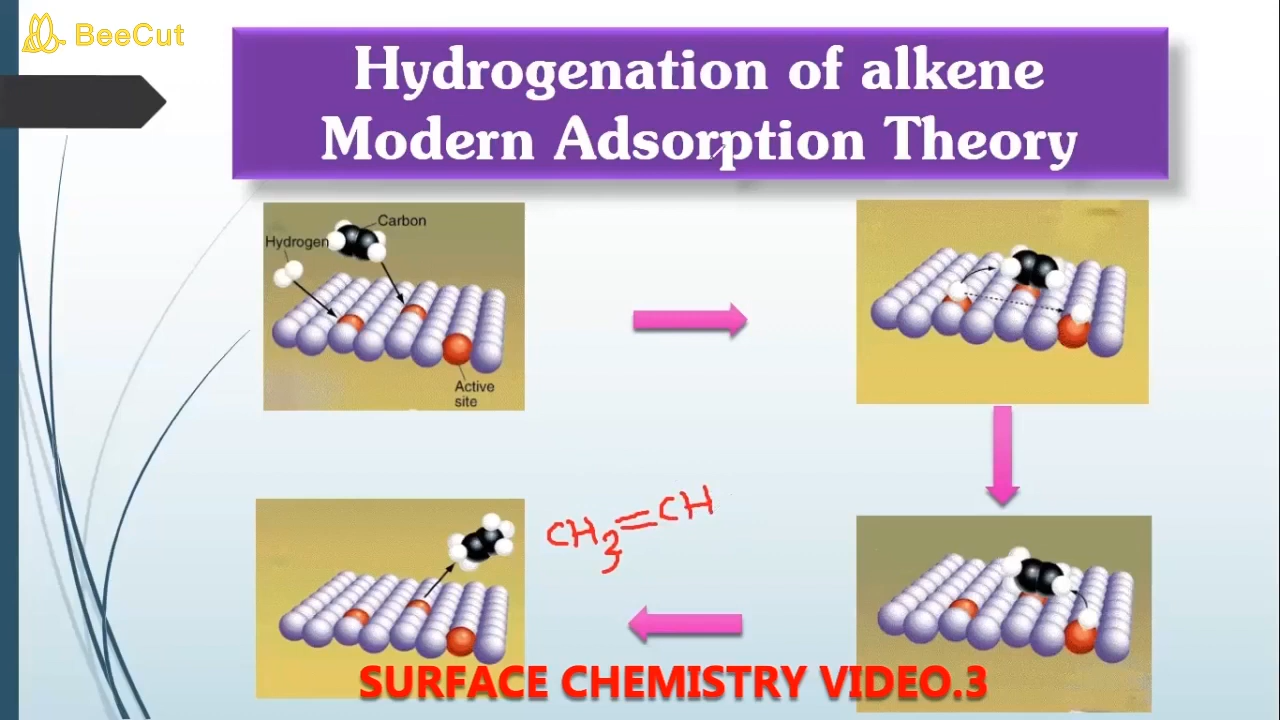 BeeCut
Hydrogenation of alkene
Modern Adsorption Theory
Carbon
Hydrogen
Active
site
CH3=CH
SURFACE CHEMISTRY VIDEO.3